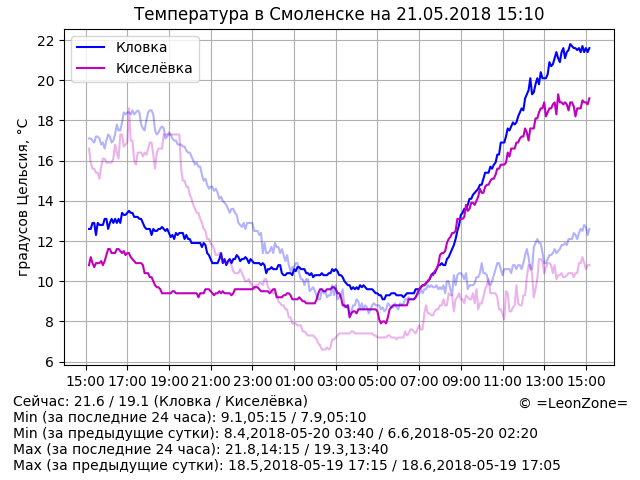 Температура в Смоленске на 21.05.2018 15:10
Кловка
Киселёвка
градусов Цельсия, °C
22
20
18
16
14
12
10
8
6
15:00 17:00 19:00 21:00 23:00 01:00 03:00 05:00 07:00 09:00 11:00 13:00 15:00
Сейчас: 21.6 / 19.1 (Кловка / Киселёвка)
© =LeonZone=
Min (за последние 24 часа): 9.1,05:15 / 7.9,05:10
Min (за предыдущие сутки): 8.4,2018-05-20 03:40 / 6.6,2018-05-20 02:20
Max (за последние 24 часа): 21.8,14:15 / 19.3,13:40
Max (за предыдущие сутки): 18.5,2018-05-19 17:15 / 18.6,2018-05-19 17:05